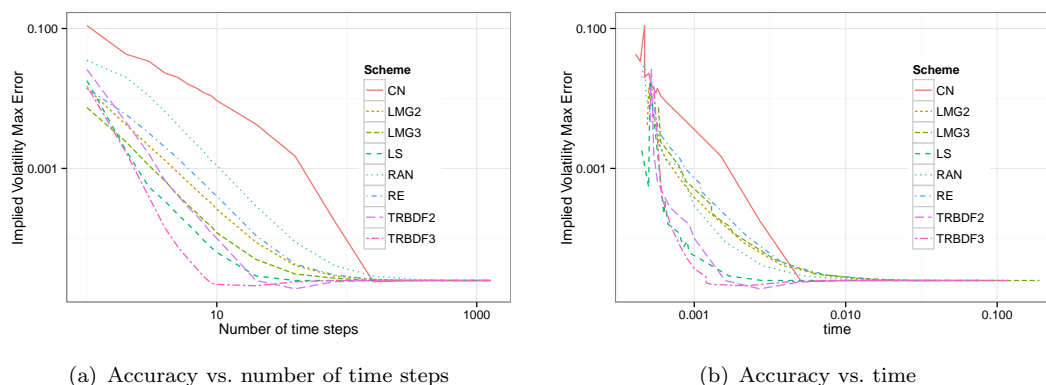 0.100
0.001
Implied Volatility Max Error
10
1000
Number of time steps
Scheme
CN
LMG2
LMG3
LS
RAN
RE
TRBDF2
TRBDF3
(a) Accuracy vs. number of time steps
0.100
0.001
Implied Volatility Max Error
0.001
0.010
0.100
time
Scheme
CN
LMG2
LMG3
LS
RAN
RE
TRBDF2
TRBDF3
(b) Accuracy vs. time